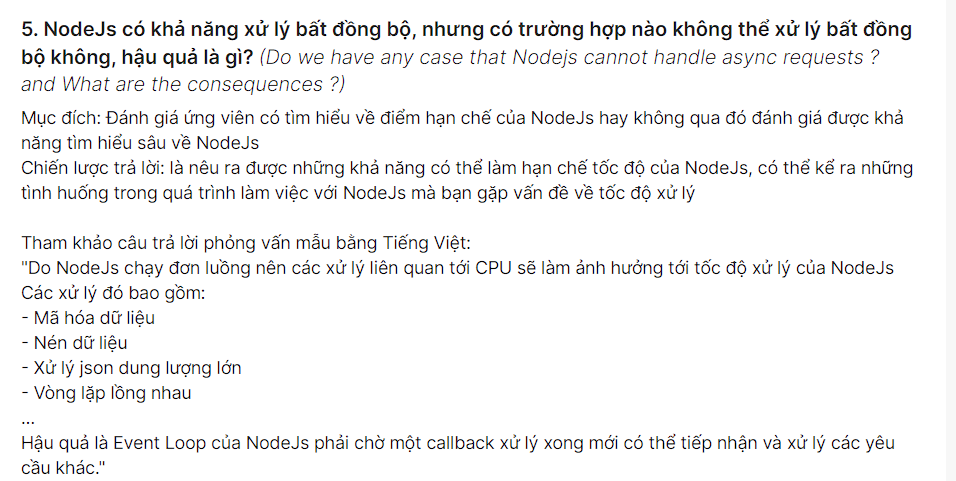 5. NodeJs có khả năng xử lý bất đồng bộ, nhưng có trường hợp nào không thể xử lý bất đồng
bộ không, hậu quả là gì? (Do we have any case that Nodejs cannot handle async requests ?
and What are the consequences ?)
Mục đích: Đánh giá ứng viên có tìm hiểu về điểm hạn chế của NodeJs hay không qua đó đánh giá được khả
năng tìm hiểu sâu về NodeJs
Chiến lược trả lời: là nêu ra được những khả năng có thể làm hạn chế tốc độ của NodeJs, có thể kể ra những
tình huống trong quá trình làm việc với NodeJs mà bạn gặp vấn đề về tốc độ xử lý
Tham khảo câu trả lời phỏng vấn mẫu bằng Tiếng Việt:
"Do NodeJs chạy đơn luồng nên các xử lý liên quan tới CPU sẽ làm ảnh hưởng tới tốc độ xử lý của NodeJs
Các xử lý đó bao gồm:
- Mã hóa dữ liệu
- Nén dữ liệu
- Xử lý json dung lượng lớn
- Vòng lặp lồng nhau
...
Hậu quả là Event Loop của NodeJs phải chờ một callback xử lý xong mới có thể tiếp nhận và xử lý các yêu
cầu khác."